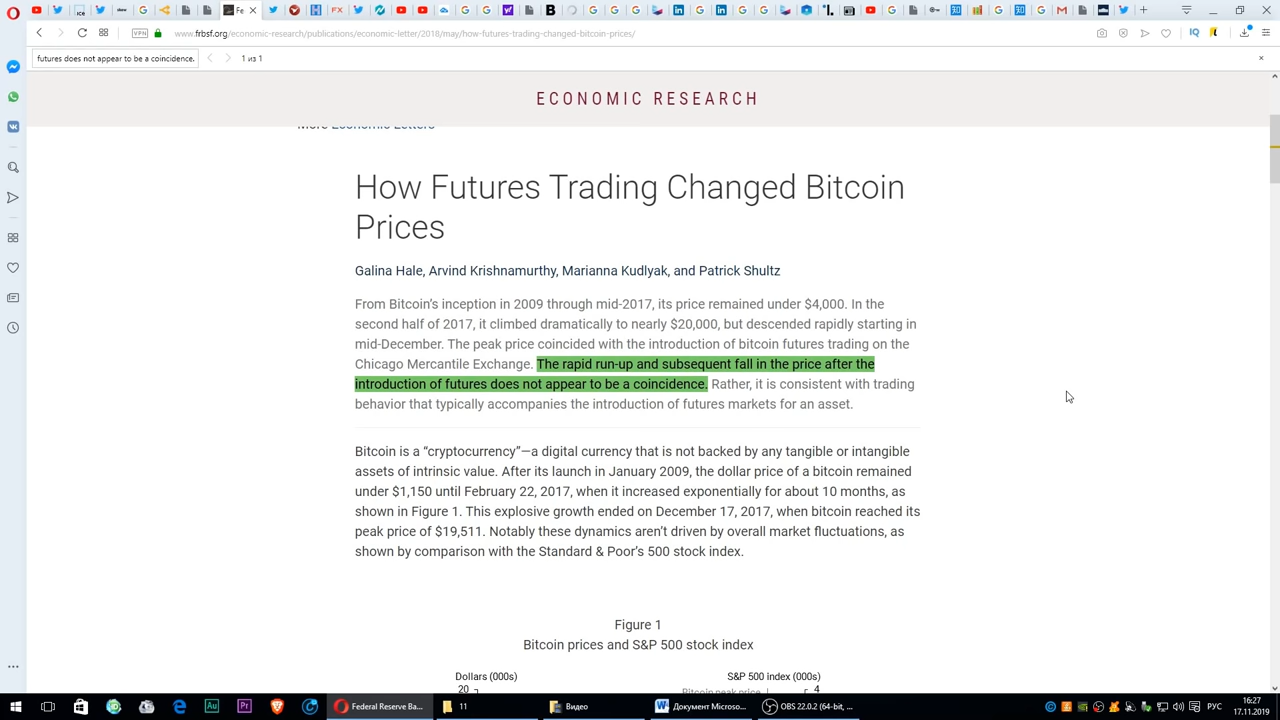 Fe
VPN
www.frbsf.org/economic-research/publications/economic-letter/2018/may/how-futures-trading-changed-bitcoin-prices/
futures does not appear to be a coincidence.
1 из 1
ECONOMIC RESEARCH
More Economic Letters
How Futures Trading Changed Bitcoin
Prices
Galina Hale, Arvind Krishnamurthy, Marianna Kudlyak, and Patrick Shultz
From Bitcoin's inception in 2009 through mid-2017, its price remained under $4,000. In the
second half of 2017, it climbed dramatically to nearly $20,000, but descended rapidly starting in
mid-December. The peak price coincided with the introduction of bitcoin futures trading on the
Chicago Mercantile Exchange. The rapid run-up and subsequent fall in the price after the
introduction of futures does not appear to be a coincidence. Rather, it is consistent with trading
behavior that typically accompanies the introduction of futures markets for an asset.
Bitcoin is a “cryptocurrency”—a digital currency that is not backed by any tangible or intangible
assets of intrinsic value. After its launch in January 2009, the dollar price of a bitcoin remained
under $1,150 until February 22, 2017, when it increased exponentially for about 10 months, as
shown in Figure 1. This explosive growth ended on December 17, 2017, when bitcoin reached its
peak price of $19,511. Notably these dynamics aren’t driven by overall market fluctuations, as
shown by comparison with the Standard & Poor’s 500 stock index.
Figure 1
Bitcoin prices and S&P 500 stock index
Dollars (000s)
S&P 500 index (000s)
20
Bitcoin peak price
4
Federal Reserve Ba...
11
Видео
Документ Microso...
OBS 22.0.2 (64-bit, ...
РУС
16:27
17.11.2019